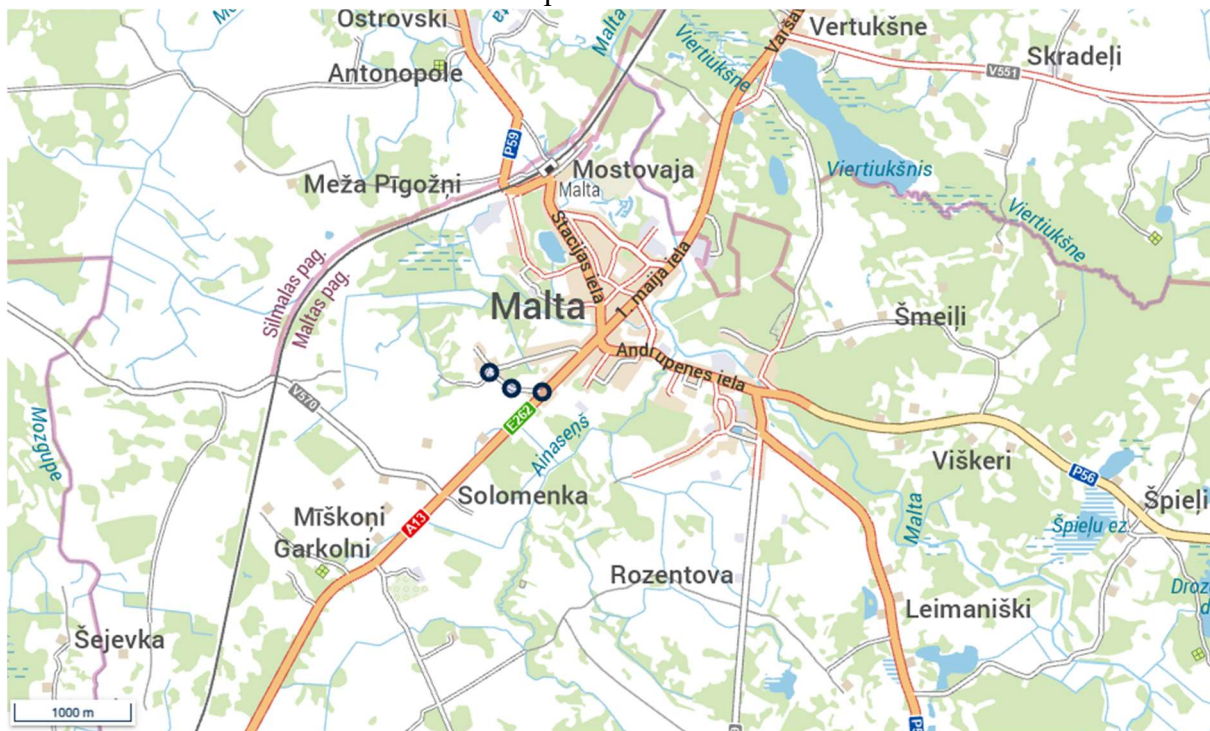 Ostrovski
Malta
Vertukšne
Skradeļi
Antonopole
Viertiukšne
V551
P59
Mostovaja
Malta
Meža Pīgožņi
Viertiukšnis
Viertiukšne
Stacijas iela
1. maija iela
Silmalas pag.
Maltas pag.
Malta
Šmeiļi
Andrupenes iela
V570
E262
Ainaseņš
Mozgupe
Viškeri
P56
Solomenka
Špieļi
Špieļu ez.
Malta
Mīškoņi
A13
Garkolni
Rozentova
Leimaniški
Šejevka
1000 m